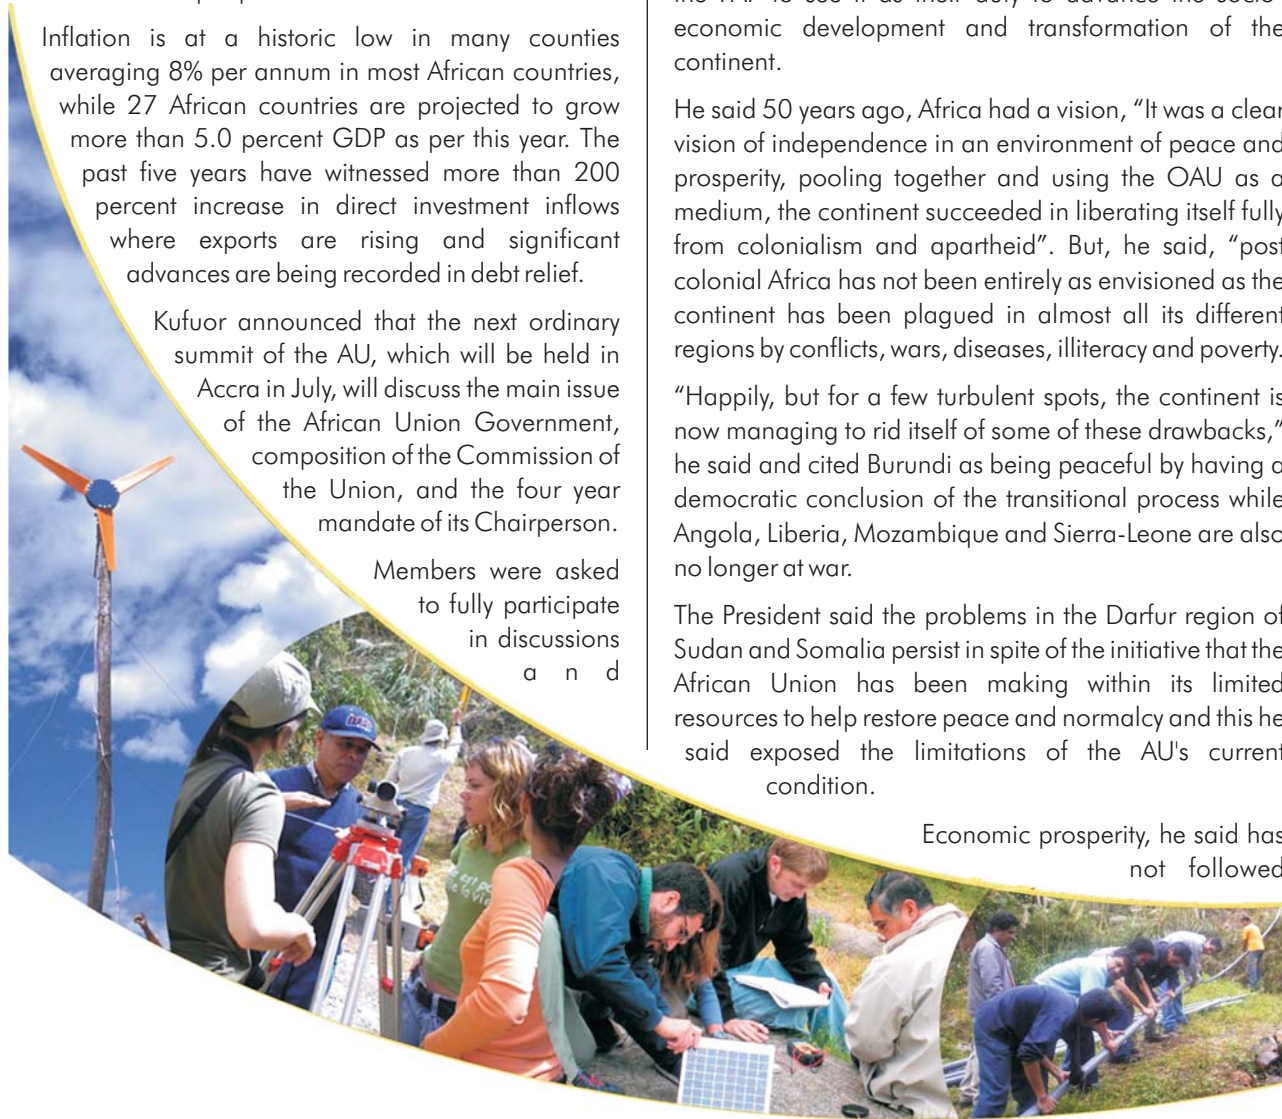 Inflation is at a historic low in many counties
averaging 8% per annum in most African countries,
while 27 African countries are projected to grow
more than 5.0 percent GDP as per this year. The
past five years have witnessed more than 200
percent increase in direct investment inflows
where exports are rising and significant
advances are being recorded in debt relief.
Kufuor announced that the next ordinary
summit of the AU, which will be held in
Accra in July, will discuss the main issue
of the African Union Government,
composition of the Commission of
the Union, and the four year
mandate of its Chairperson.
Members were asked
to fully participate
in discussions
a n d
economic development and transformation of the
continent.
He said 50 years ago, Africa had a vision, “It was a clear
vision of independence in an environment of peace and
prosperity, pooling together and using the OAU as a
medium, the continent succeeded in liberating itself fully
from colonialism and apartheid”. But, he said, “post
colonial Africa has not been entirely as envisioned as the
continent has been plagued in almost all its different
regions by conflicts, wars, diseases, illiteracy and poverty.
“Happily, but for a few turbulent spots, the continent is
now managing to rid itself of some of these drawbacks,”
he said and cited Burundi as being peaceful by having a
democratic conclusion of the transitional process while
Angola, Liberia, Mozambique and Sierra-Leone are also
no longer at war.
The President said the problems in the Darfur region of
Sudan and Somalia persist in spite of the initiative that the
African Union has been making within its limited
resources to help restore peace and normalcy and this he
said exposed the limitations of the AU's current
condition.
Economic prosperity, he said has
not followed